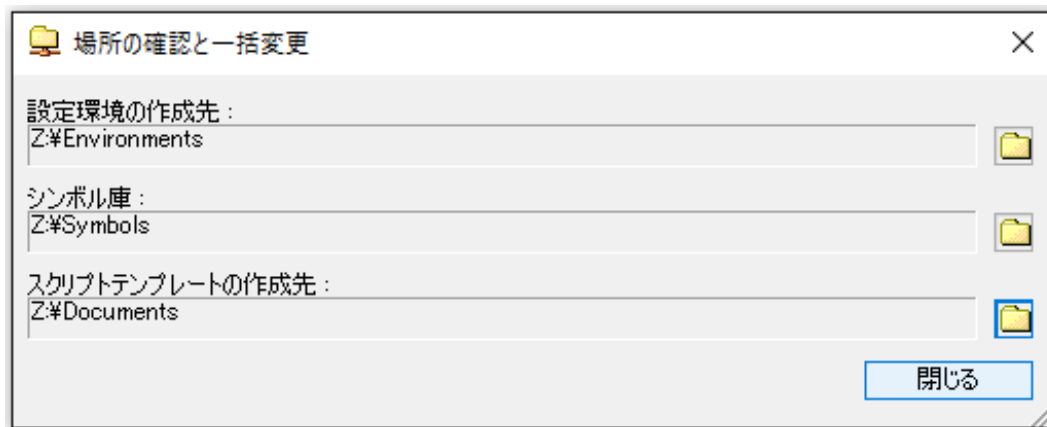 場所の確認と一括変更
設定環境の作成先：
Z:¥Environments
シンボル庫：
Z:¥Symbols
スクリプトテンプレートの作成先：
Z:¥Documents
閉じる